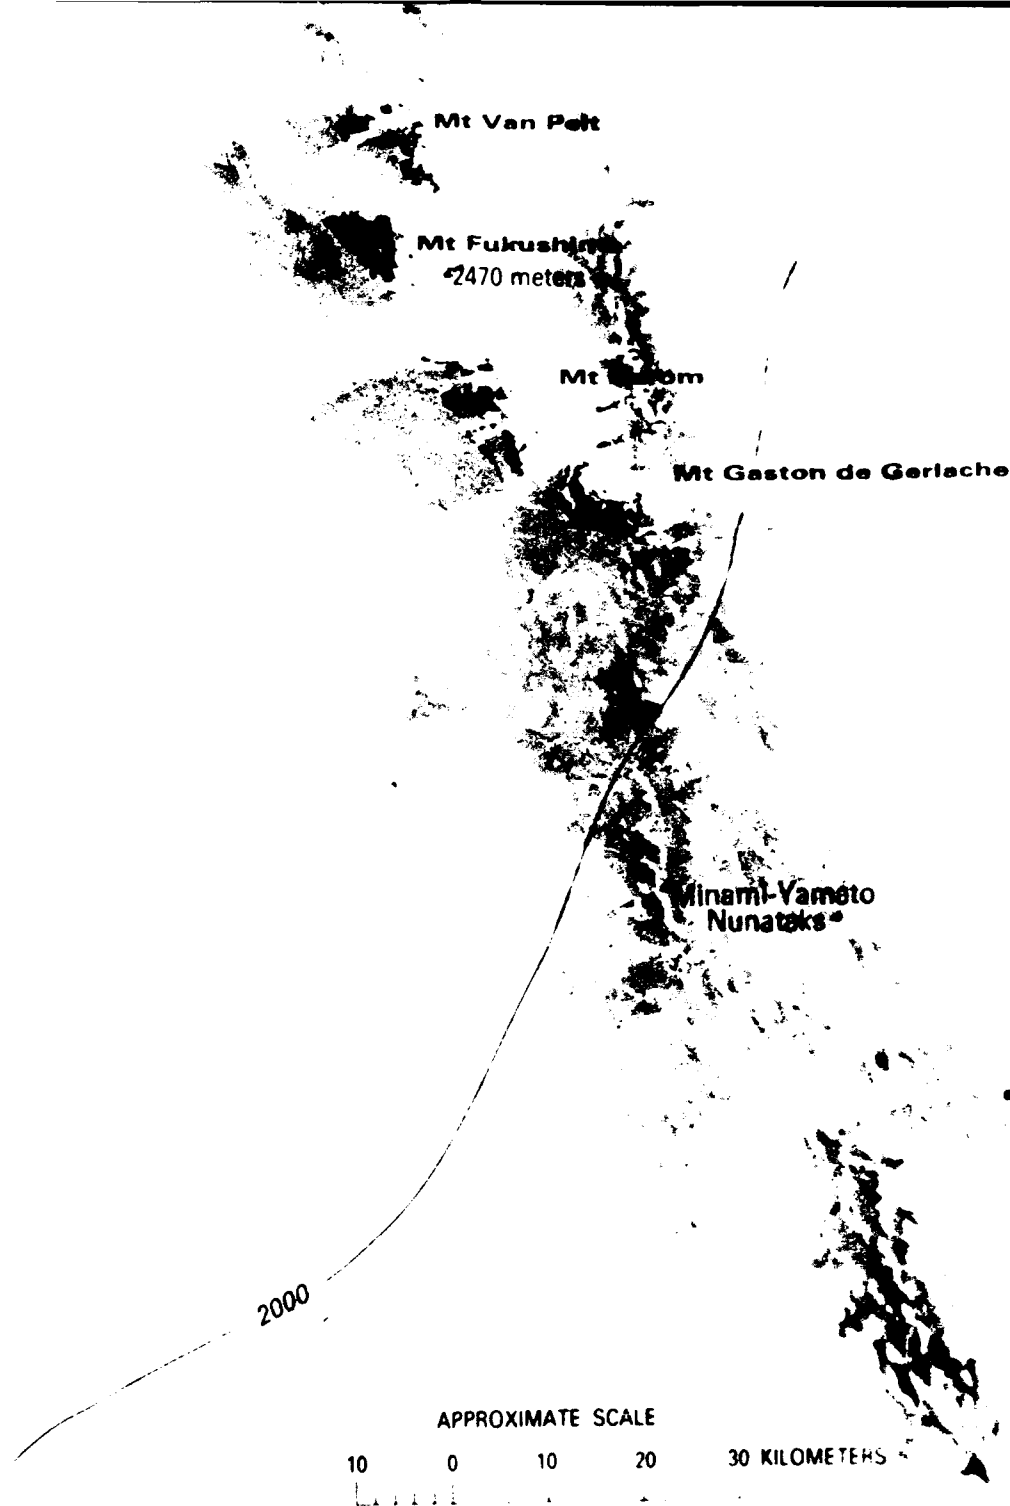 Mt Van Pelt
Mt Fukushima
2470 meters
Mt
Mt Gaston de Gerlache
Minami-Yamato
Nunataks
2000
APPROXIMATE SCALE
10 0 10 20 30 KILOMETERS